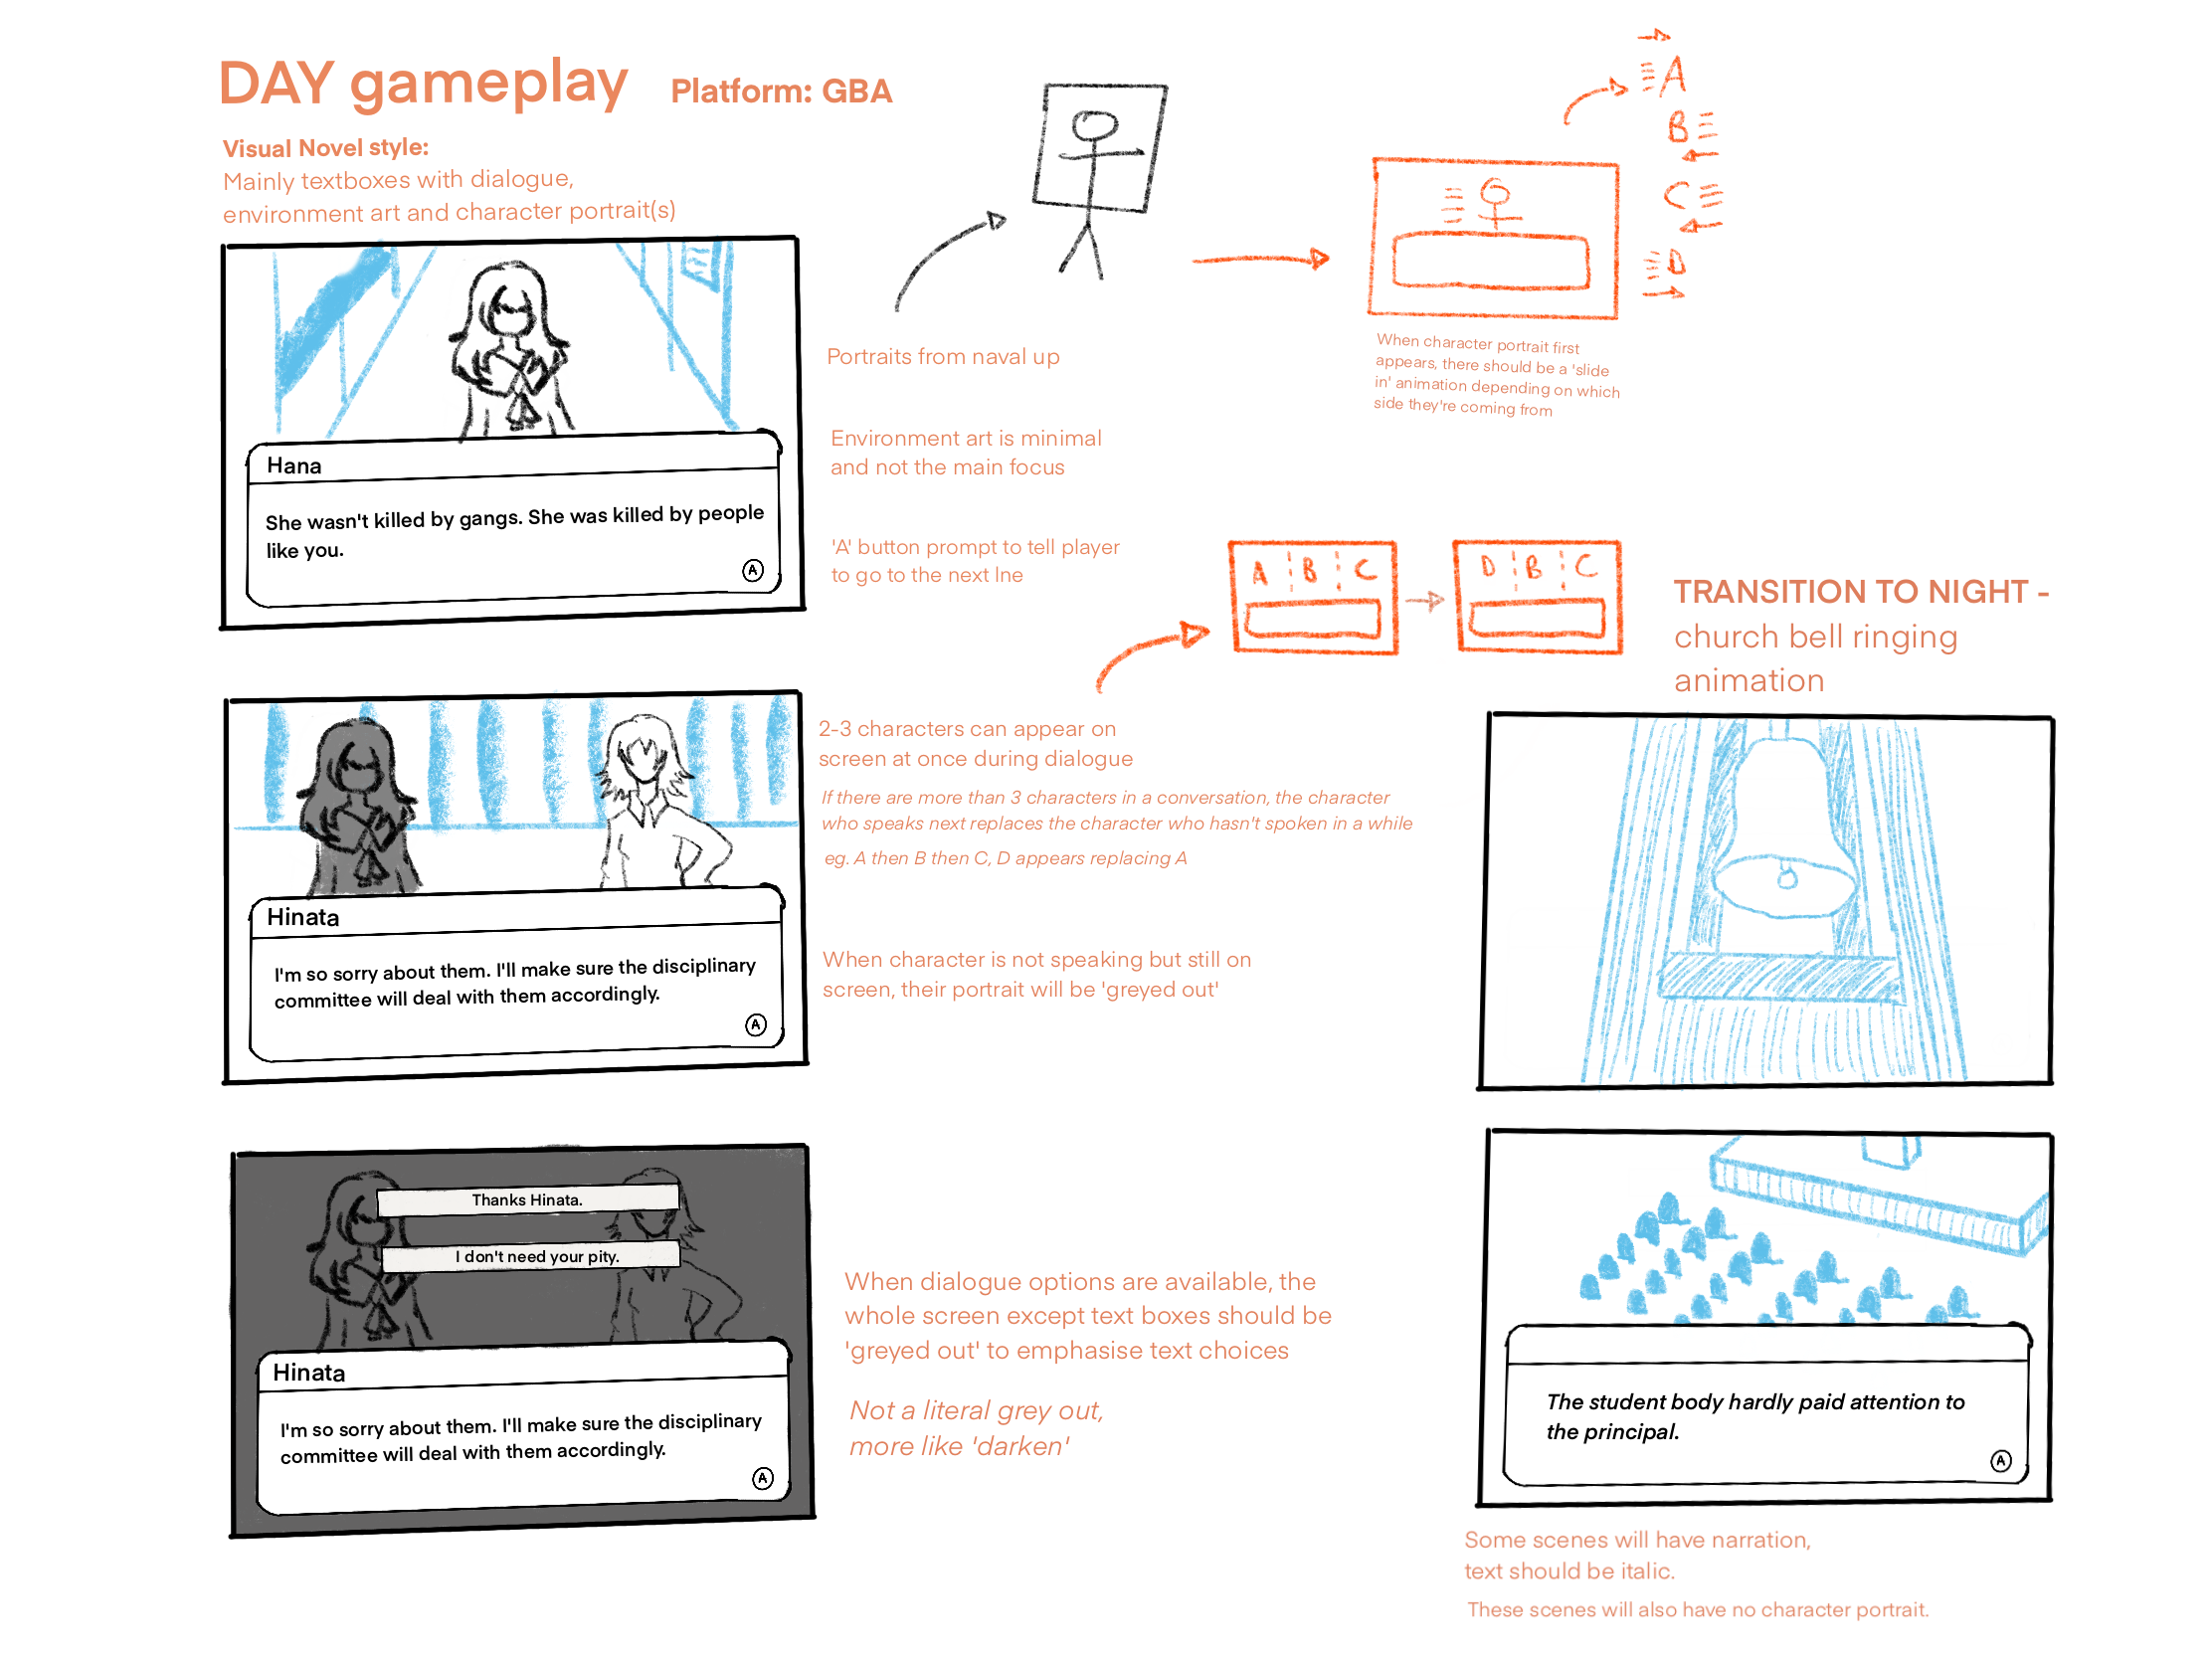 DAY gameplay
Platform: GBA
Visual Novel style:
Mainly textboxes with dialogue,
environment art and character portrait(s)
Hana
She wasn't killed by gangs. She was killed by people
like you.
A
Portraits from naval up
Environment art is minimal
and not the main focus
'A' button prompt to tell player
to go to the next lne
A
B
C
D
When character portrait first
appears, there should be a 'slide
in' animation depending on which
side they're coming from
A B C
D B C
Hinata
I'm so sorry about them. I'll make sure the disciplinary
committee will deal with them accordingly.
A
2-3 characters can appear on
screen at once during dialogue
If there are more than 3 characters in a conversation, the character
who speaks next replaces the character who hasn't spoken in a while
eg. A then B then C, D appears replacing A
When character is not speaking but still on
screen, their portrait will be 'greyed out'
Thanks Hinata.
I don't need your pity.
Hinata
I'm so sorry about them. I'll make sure the disciplinary
committee will deal with them accordingly.
A
When dialogue options are available, the
whole screen except text boxes should be
'greyed out' to emphasise text choices
Not a literal grey out,
more like 'darken'
TRANSITION TO NIGHT -
church bell ringing
animation
The student body hardly paid attention to
the principal.
A
Some scenes will have narration,
text should be italic.
These scenes will also have no character portrait.